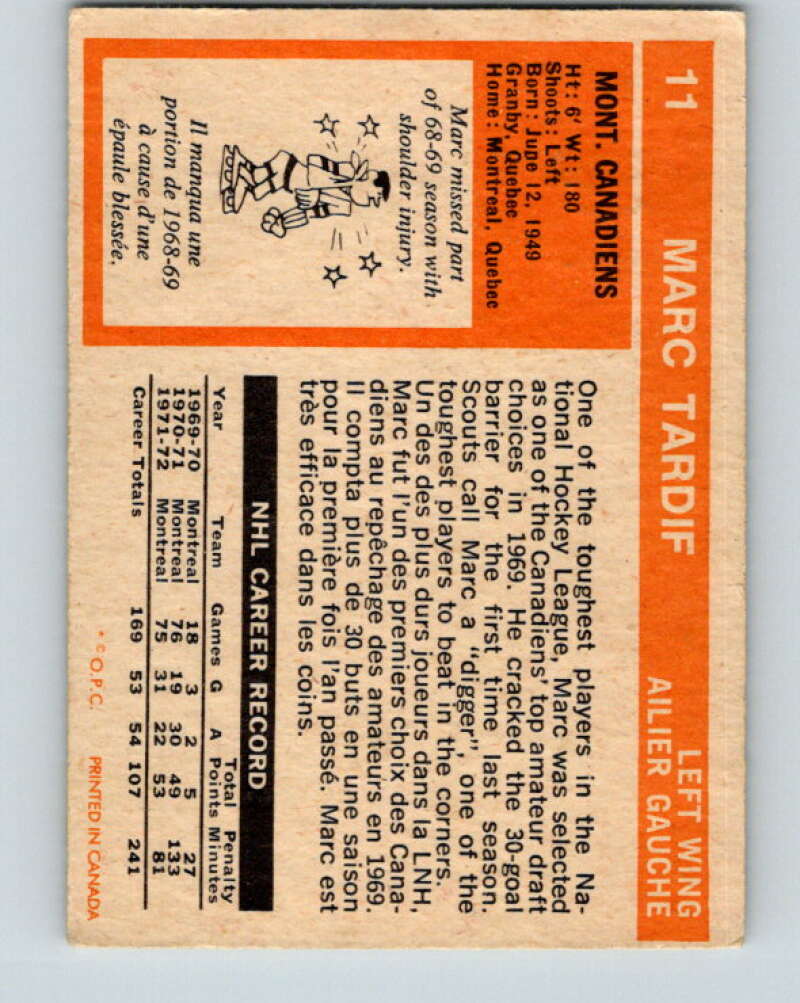 11 MARC TARDIF
LEFT WING
AILIER GAUCHE
MONT. CANADIENS
Ht: 6' Wt: 180
Shoots: Left
Born: June 12, 1949
Granby, Quebec
Home: Montreal, Quebec
Marc missed part
of 68-69 season with
shoulder injury.
Il manqua une
portion de 1968-69
à cause d'une
épaule blessée.
One of the toughest players in the Na-
tional Hockey League, Marc was selected
as one of the Canadiens' top amateur draft
choices in 1969. He cracked the 30-goal
barrier for the first time last season.
Scouts call Marc a "digger", one of the
toughest players to beat in the corners.
Un des des plus durs joueurs dans la LNH,
Marc fut l'un des premiers choix des Cana-
diens au repêchage des amateurs en 1969.
Il compta plus de 30 buts en une saison
pour la première fois l'an passé. Marc est
très efficace dans les coins.
NHL CAREER RECORD
Total Penalty
Year Team Games G A Points Minutes
1969-70 Montreal 18 3 2 5 27
1970-71 Montreal 76 19 30 49 133
1971-72 Montreal 75 31 22 53 81
Career Totals 169 53 54 107 241
* © O.P.C. PRINTED IN CANADA